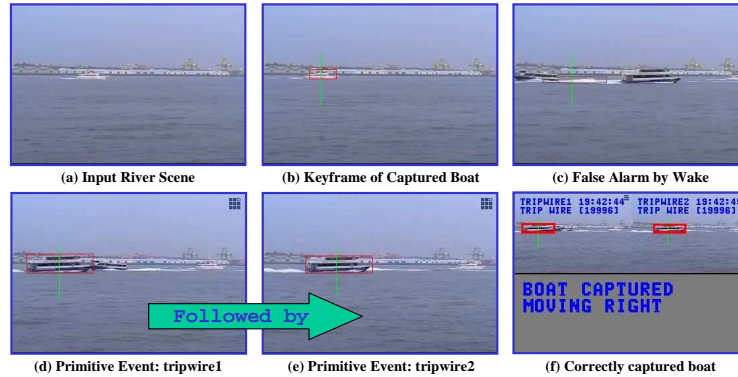 (a) Input River Scene
(b) Keyframe of Captured Boat
(c) False Alarm by Wake
TRIPWIRE1 19:42:44 TRIPWIRE2 19:42:45
TRIP WIRE [19996] TRIP WIRE [19996]
BOAT CAPTURED
MOVING RIGHT
Followed by
(d) Primitive Event: tripwire1
(e) Primitive Event: tripwire2
(f) Correctly captured boat